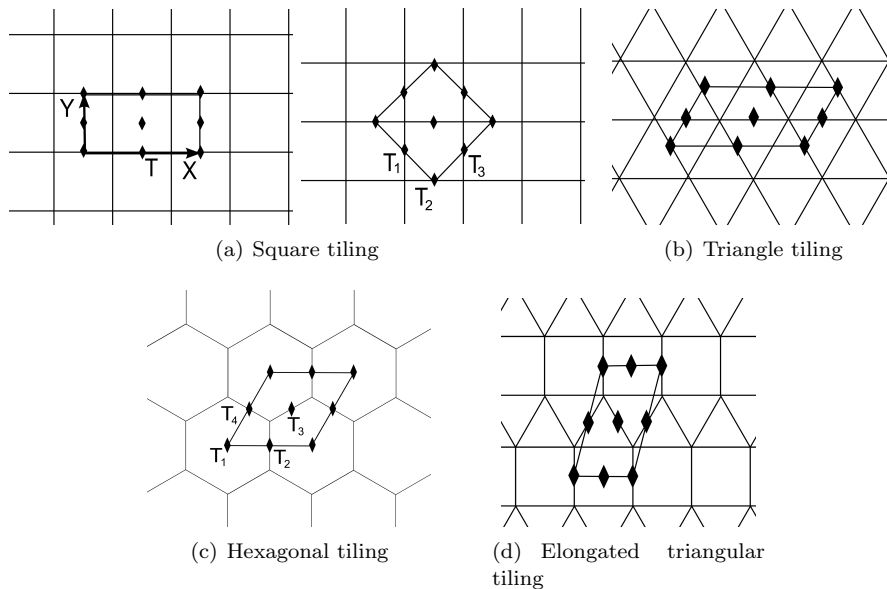 Y
T
X
T1
T2
T3
(a) Square tiling
(b) Triangle tiling
T4
T3
T1
T2
(c) Hexagonal tiling
(d) Elongated triangular
tiling